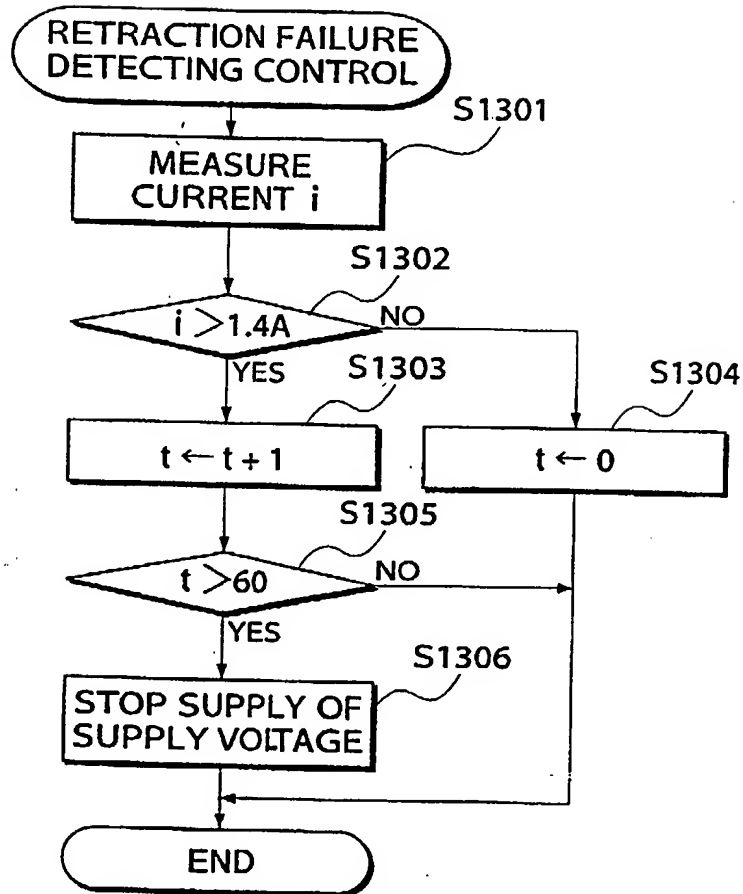 RETRACTION FAILURE
DETECTING CONTROL
S1301
MEASURE
CURRENT i
S1302
i > 1.4A
NO
YES
S1303
S1304
t ← t + 1
t ← 0
S1305
t > 60
NO
YES
S1306
STOP SUPPLY OF
SUPPLY VOLTAGE
END